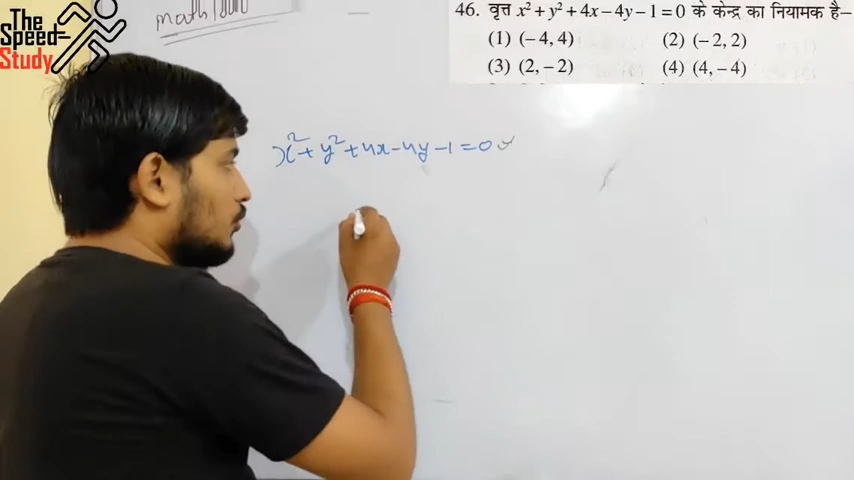 The
Speed
Study
46. वृत्त x² + y² + 4x − 4y − 1 = 0 के केन्द्र का नियामक है–
(1) (− 4, 4) (2) (− 2, 2)
(3) (2, − 2) (4) (4, − 4)
x² + y² + 4x − 4y − 1 = 0